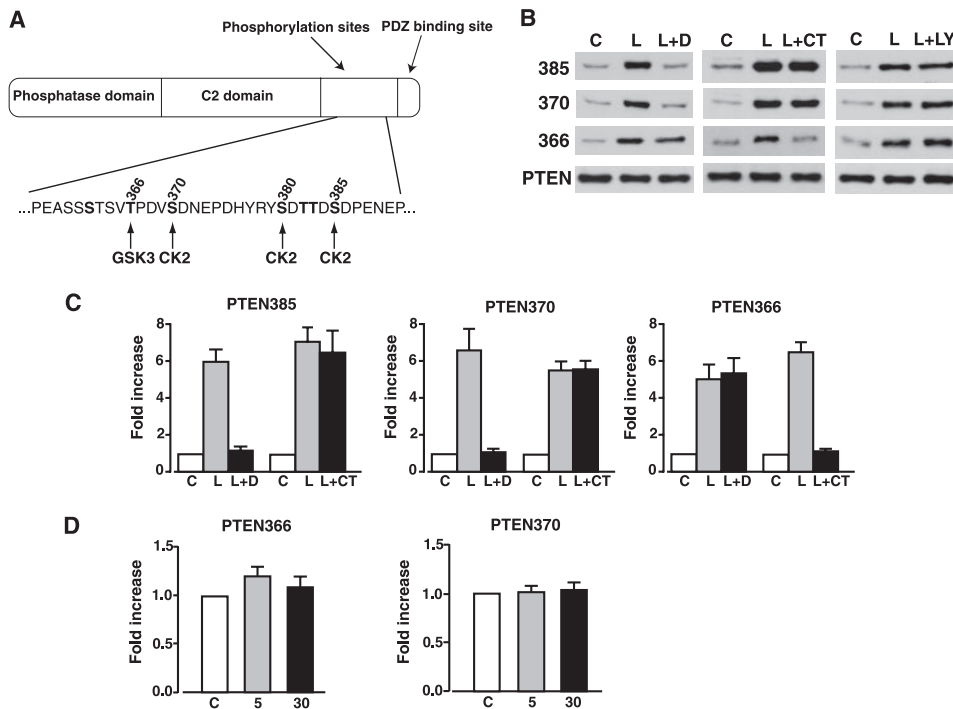 A
Phosphorylation sites
PDZ binding site
Phosphatase domain
C2 domain
366 370 380 385
...PEASSSTSVTPDVSDNEPDHYRYSDTTDSDPENEP...
GSK3 CK2 CK2 CK2
B
C L L+D C L L+CT C L L+LY
385
370
366
PTEN
C
PTEN385
Fold increase
8
6
4
2
0
C L L+D C L L+CT
PTEN370
Fold increase
8
6
4
2
0
C L L+D C L L+CT
PTEN366
Fold increase
8
6
4
2
0
C L L+D C L L+CT
D
PTEN366
Fold increase
1.5
1.0
0.5
0.0
C 5 30
PTEN370
Fold increase
1.5
1.0
0.5
0.0
C 5 30